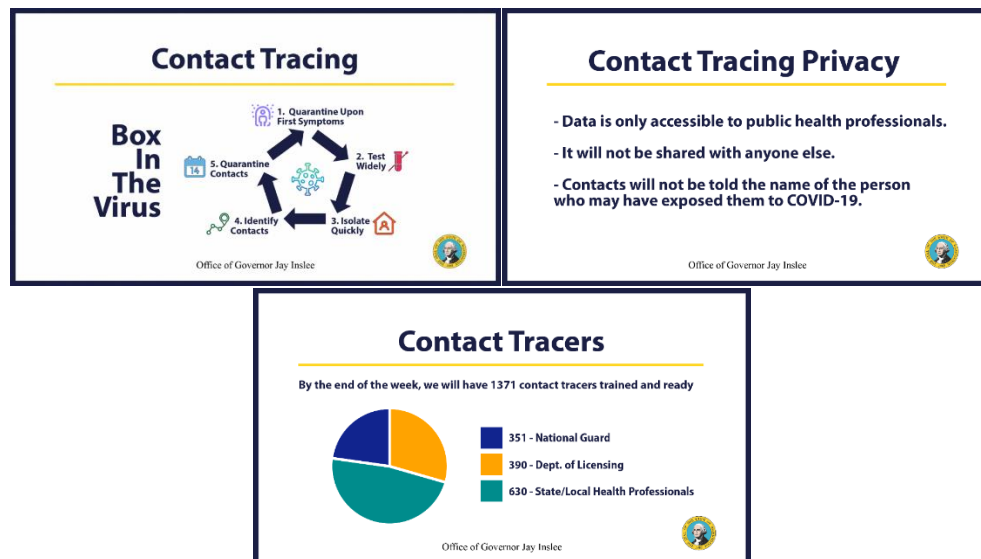 Contact Tracing
Box
In
The
Virus
1. Quarantine Upon
First Symptoms
2. Test
Widely
3. Isolate
Quickly
4. Identify
Contacts
5. Quarantine
Contacts
14
Office of Governor Jay Inslee
Contact Tracing Privacy
- Data is only accessible to public health professionals.
- It will not be shared with anyone else.
- Contacts will not be told the name of the person
who may have exposed them to COVID-19.
Office of Governor Jay Inslee
Contact Tracers
By the end of the week, we will have 1371 contact tracers trained and ready
351 - National Guard
390 - Dept. of Licensing
630 - State/Local Health Professionals
Office of Governor Jay Inslee